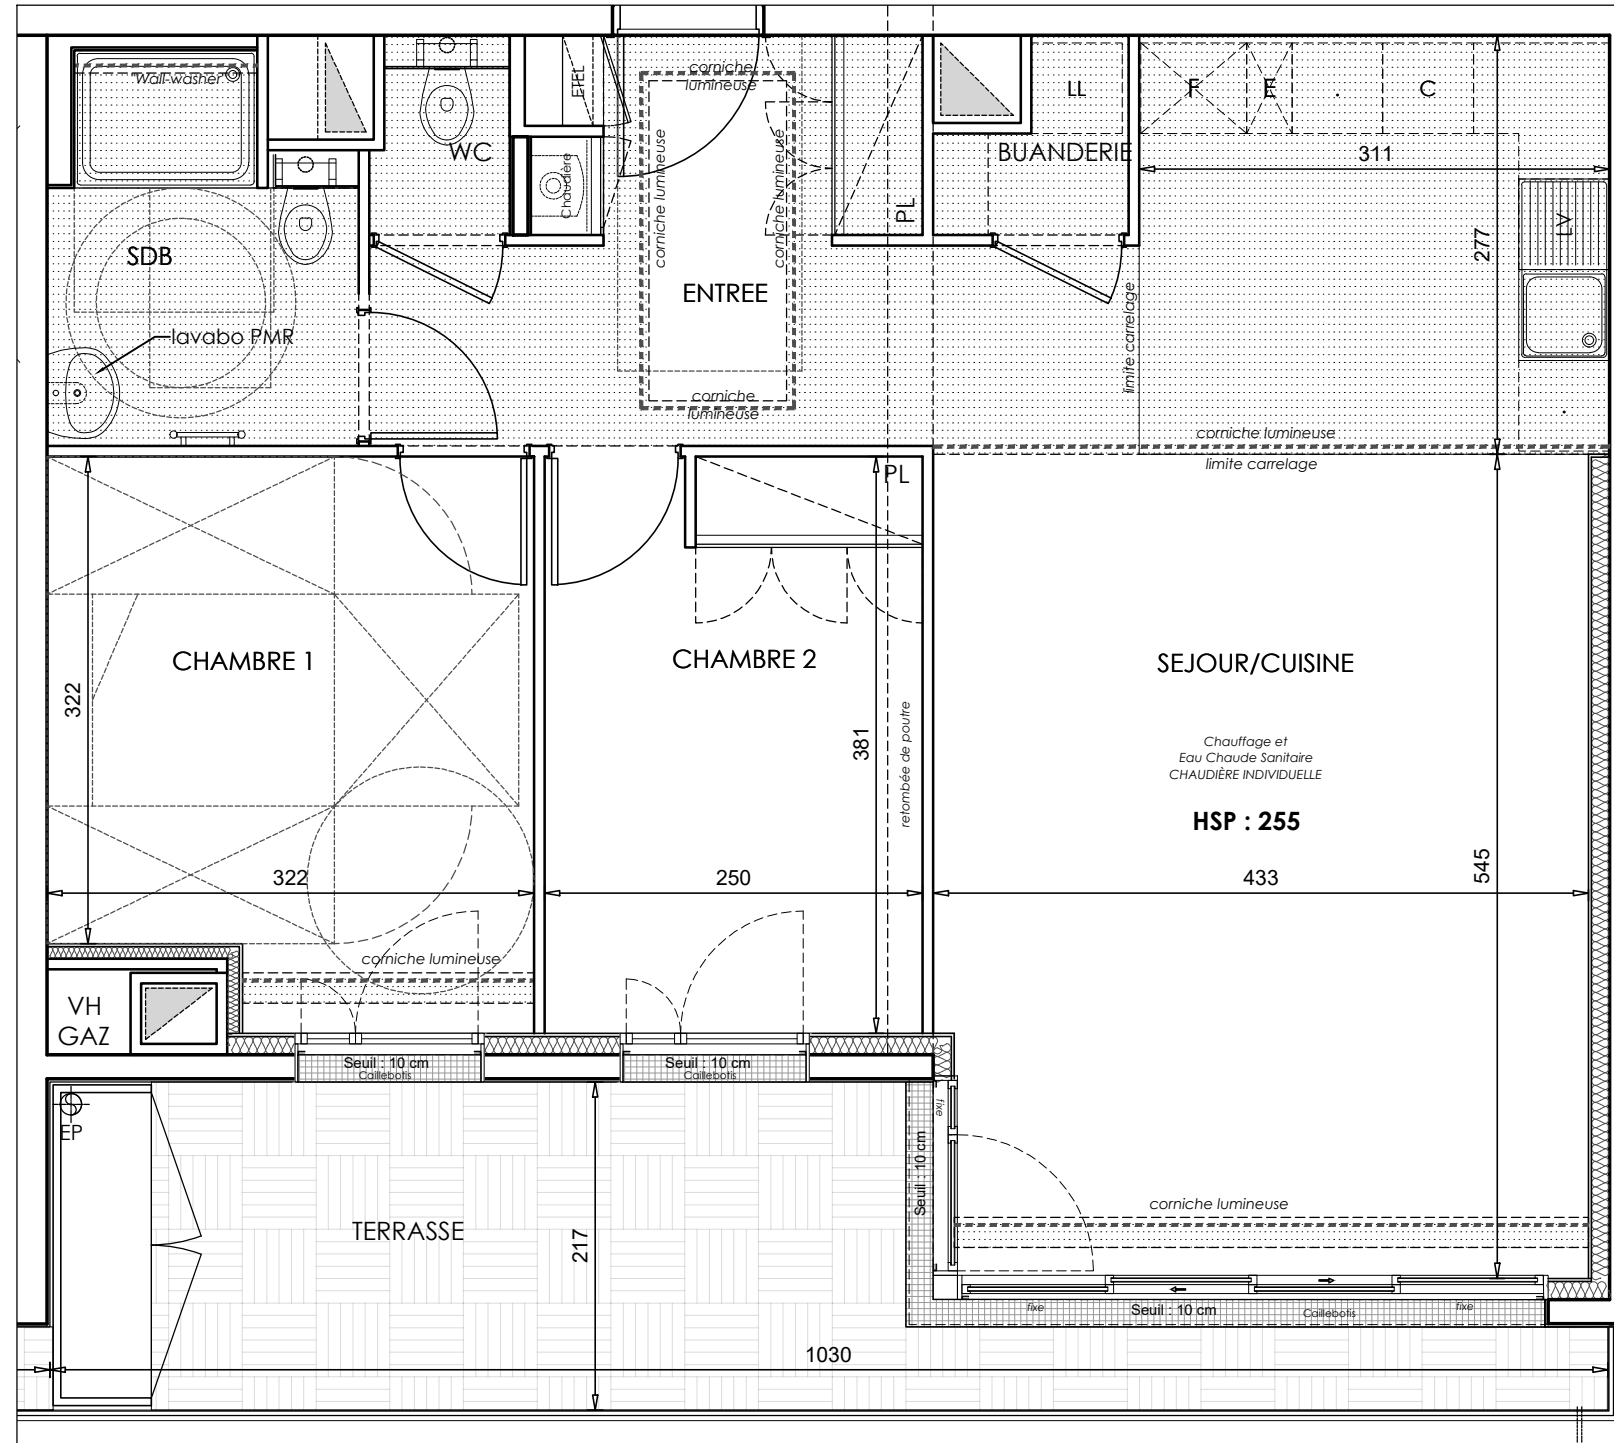 Wall-washer
WC
ETEL
Chaudière
corniche
lumineuse
corniche lumineuse
corniche lumineuse
corniche
lumineuse
ENTREE
PL
LL
BUANDERIE
F
E
C
311
277
LV
SDB
lavabo PMR
limite carrelage
corniche lumineuse
limite carrelage
PL
CHAMBRE 1
322
322
corniche lumineuse
CHAMBRE 2
381
250
retombée de poutre
SEJOUR/CUISINE
Chauffage et
Eau Chaude Sanitaire
CHAUDIÈRE INDIVIDUELLE
HSP : 255
545
433
VH
GAZ
Seuil : 10 cm
Caillebotis
Seuil : 10 cm
Caillebotis
EP
fixe
Seuil : 10 cm
corniche lumineuse
TERRASSE
217
fixe
Seuil : 10 cm
Caillebotis
fixe
1030